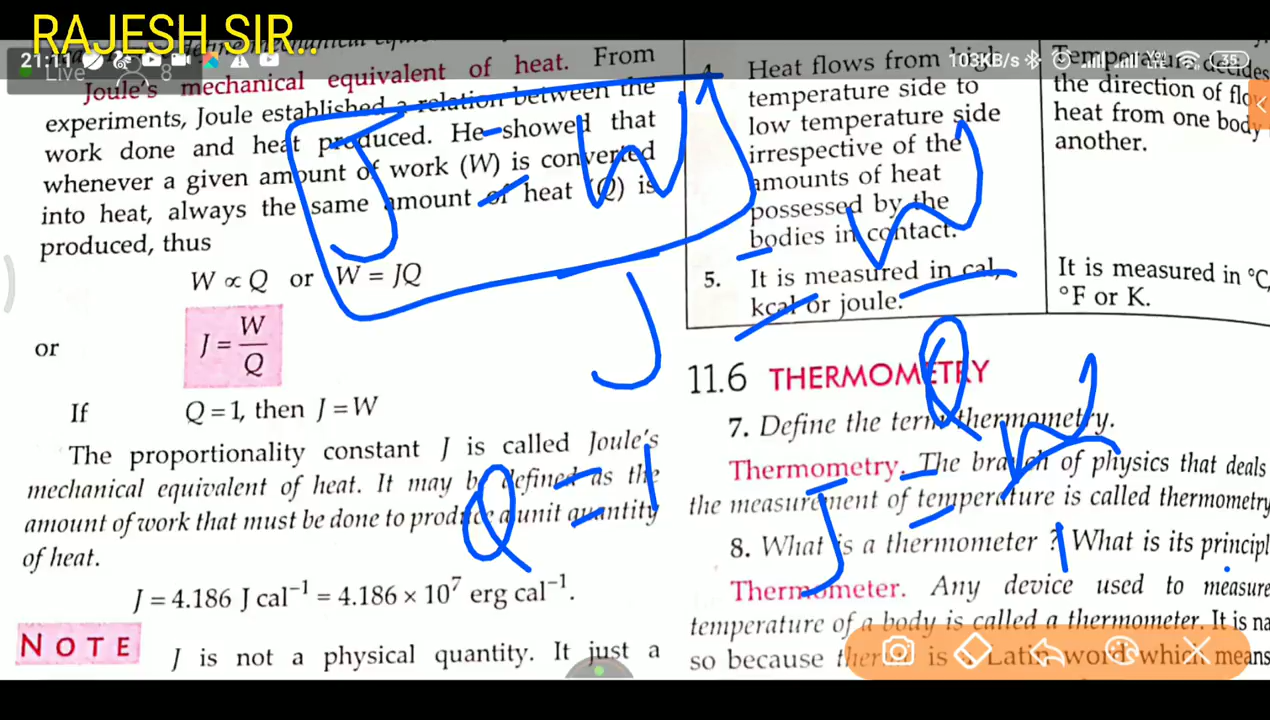 RAJESH SIR..
21:11
Live
8
103KB/s
35
Joule's mechanical equivalent of heat. From
experiments, Joule established a relation between the
work done and heat produced. He showed that
whenever a given amount of work (W) is converted
into heat, always the same amount of heat (Q) is
produced, thus
W ∝ Q or W = JQ
or J = W/Q
If Q = 1, then J = W
The proportionality constant J is called Joule's
mechanical equivalent of heat. It may be defined as the
amount of work that must be done to produce a unit quantity
of heat.
J = 4.186 J cal⁻¹ = 4.186 × 10⁷ erg cal⁻¹.
NOTE
J is not a physical quantity. It just a
4. Heat flows from high
temperature side to
low temperature side
irrespective of the
amounts of heat
possessed by the
bodies in contact.
Temperature decides
the direction of flo
heat from one body
another.
5. It is measured in cal,
kcal or joule.
It is measured in °C,
°F or K.
11.6 THERMOMETRY
7. Define the term thermometry.
Thermometry. The branch of physics that deals
the measurement of temperature is called thermometry
8. What is a thermometer ? What is its principl
Thermometer. Any device used to measure
temperature of a body is called a thermometer. It is na
so because thermo is a Latin word which means
J = W
J = W
Q
Q = 1
J = W
1